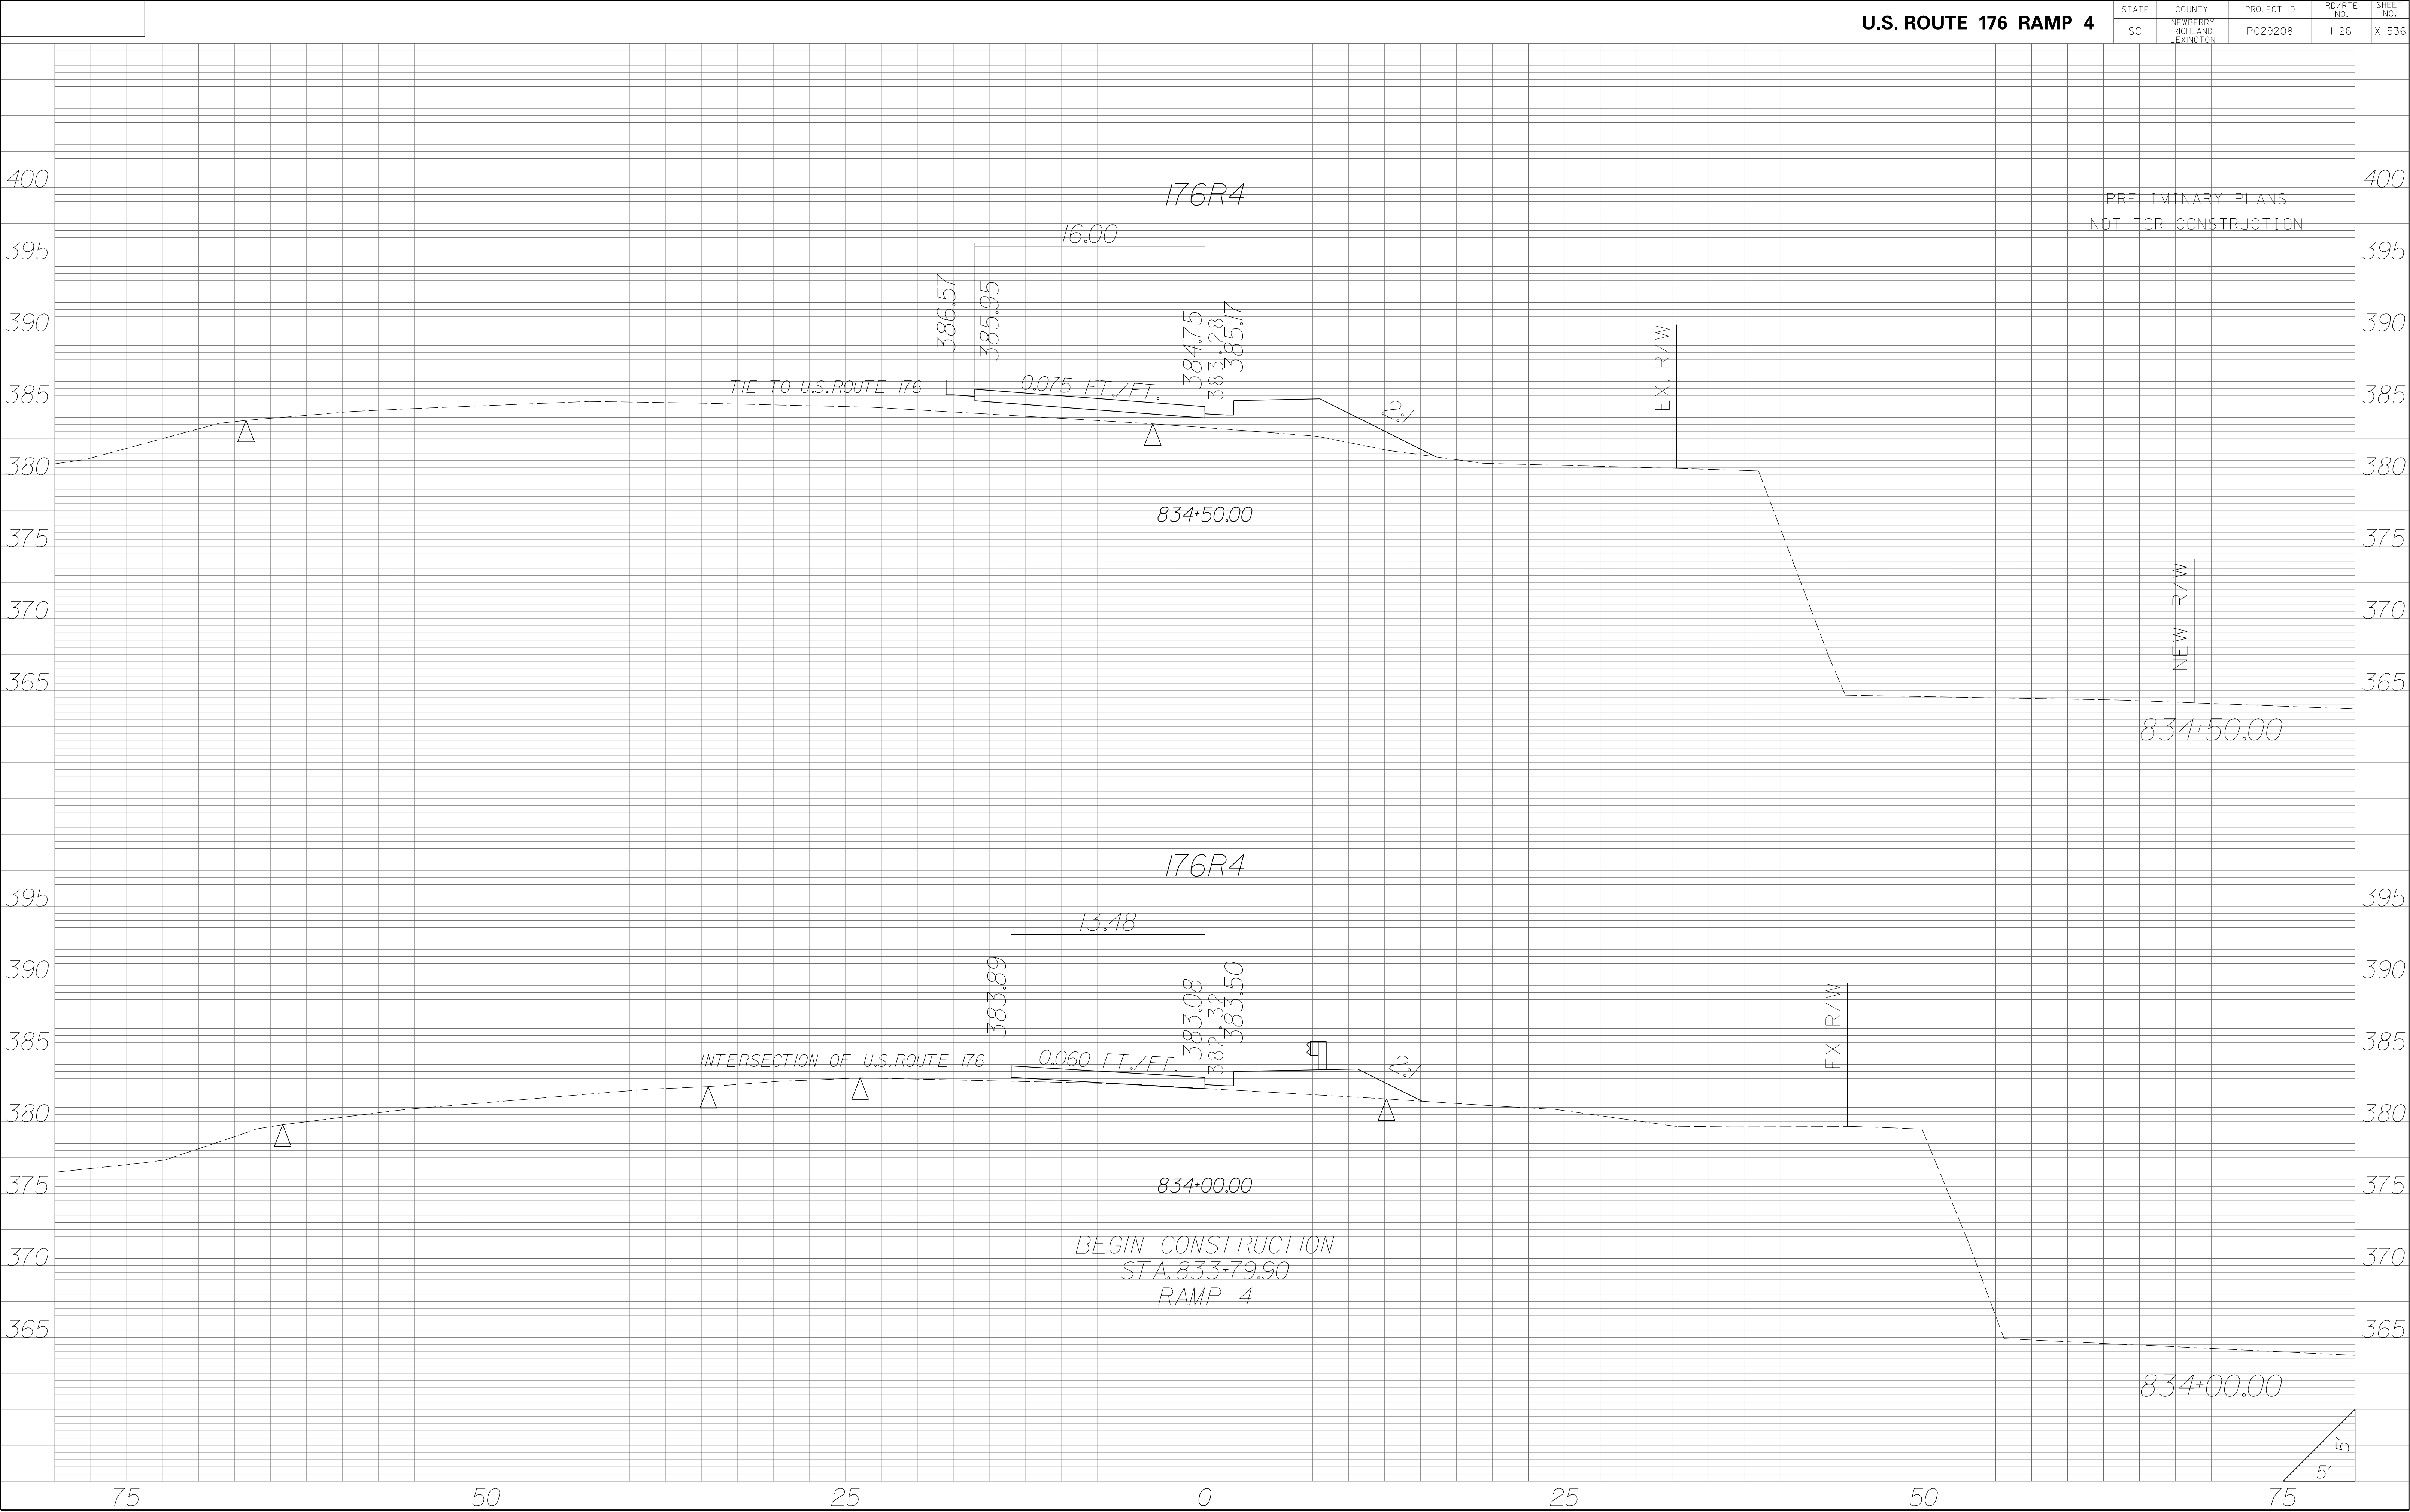 U.S. ROUTE 176 RAMP 4
STATE COUNTY PROJECT ID RD/RTE NO. SHEET NO.
SC NEWBERRY RICHLAND LEXINGTON P029208 I-26 X-536
PRELIMINARY PLANS
NOT FOR CONSTRUCTION
400 400
395 395
390 390
385 385
380 380
375 375
370 370
365 365
176R4
16.00
386.57
385.95
384.75
383.28
385.17
TIE TO U.S. ROUTE 176
0.075 FT./FT.
2:1
EX. R/W
NEW R/W
834+50.00
834+50.00
395 395
390 390
385 385
380 380
375 375
370 370
365 365
176R4
13.48
383.89
383.08
382.32
383.50
INTERSECTION OF U.S. ROUTE 176
0.060 FT./FT.
2:1
EX. R/W
834+00.00
BEGIN CONSTRUCTION
STA. 833+79.90
RAMP 4
834+00.00
5'
5'
75 50 25 0 25 50 75